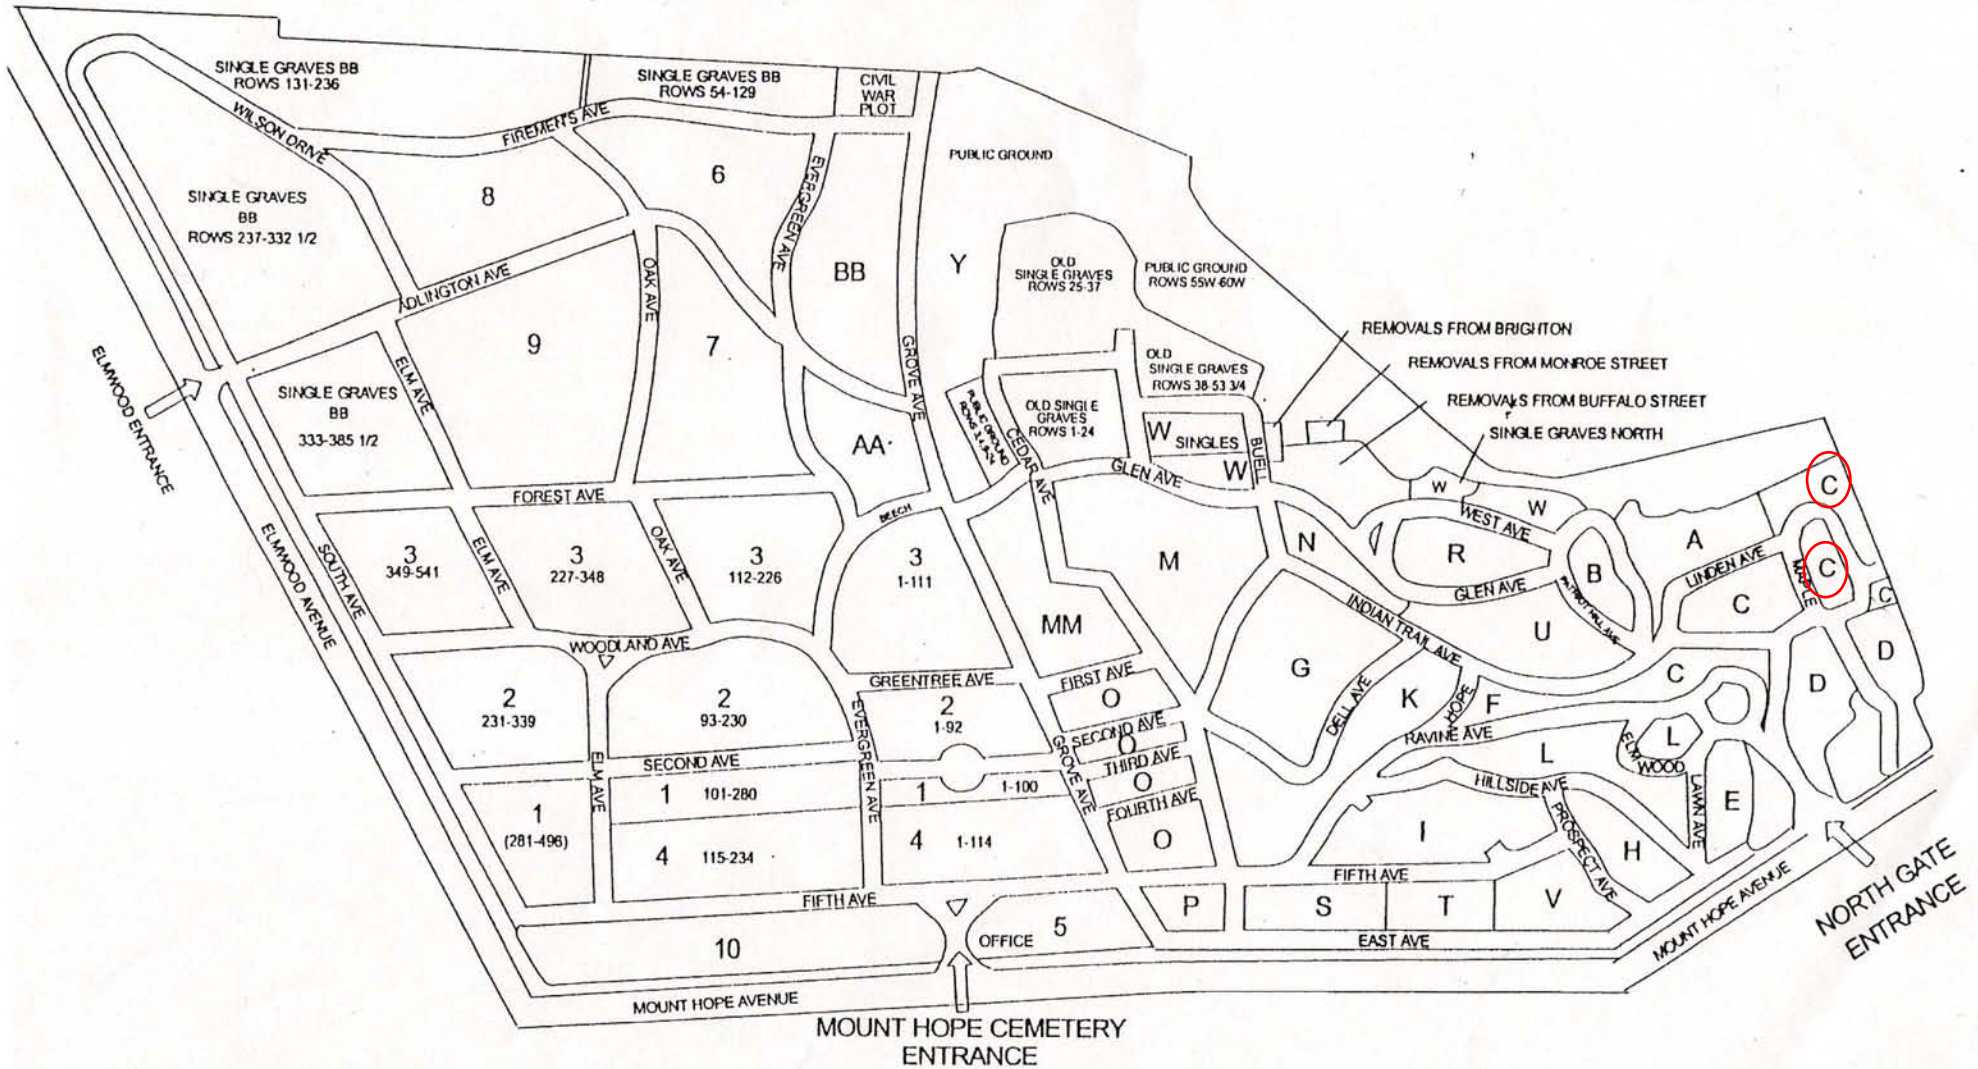 SINGLE GRAVES BB
ROWS 131-236
SINGLE GRAVES BB
ROWS 54-129
CIVIL
WAR
PLOT
WILSON DRIVE
FIREMEN'S AVE
PUBLIC GROUND
EVERGREEN AVE
6
8
SINGLE GRAVES
BB
ROWS 237-332 1/2
BB
Y
OLD
SINGLE GRAVES
ROWS 25-37
PUBLIC GROUND
ROWS 55W-60W
ADLINGTON AVE
OAK AVE
9
7
GROVE AVE
REMOVALS FROM BRIGHTON
REMOVALS FROM MONROE STREET
REMOVALS FROM BUFFALO STREET
SINGLE GRAVES NORTH
ELMWOOD ENTRANCE
ELM AVE
SINGLE GRAVES
BB
333-385 1/2
OLD
SINGLE GRAVES
ROWS 38-53 3/4
OLD SINGLE
GRAVES
ROWS 1-24
PUBLIC GROUND
CEDAR AVE
AA
W
SINGLES
W
BUELL
GLEN AVE
W
W
WEST AVE
C
FOREST AVE
BEECH
ELMWOOD AVENUE
SOUTH AVE
3
349-541
ELM AVE
3
227-348
OAK AVE
3
112-226
3
1-111
M
N
R
B
A
LINDEN AVE
MAPLE
C
C
C
GLEN AVE
PATRIOT HILL AVE
INDIAN TRAIL AVE
MM
U
WOODLAND AVE
GREENTREE AVE
FIRST AVE
G
DELL AVE
K
HOPE
F
C
D
D
2
231-339
2
93-230
2
1-92
O
SECOND AVE
O
THIRD AVE
O
FOURTH AVE
O
RAVINE AVE
L
L
ELM
WOOD
EVERGREEN AVE
GROVE AVE
SECOND AVE
ELM AVE
1
(281-496)
1
101-280
1
1-100
4
115-234
4
1-114
HILLSIDE AVE
LAWN AVE
E
I
PROSPECT AVE
H
FIFTH AVE
FIFTH AVE
P
S
T
V
EAST AVE
10
OFFICE
5
MOUNT HOPE AVENUE
MOUNT HOPE AVENUE
NORTH GATE
ENTRANCE
MOUNT HOPE CEMETERY
ENTRANCE